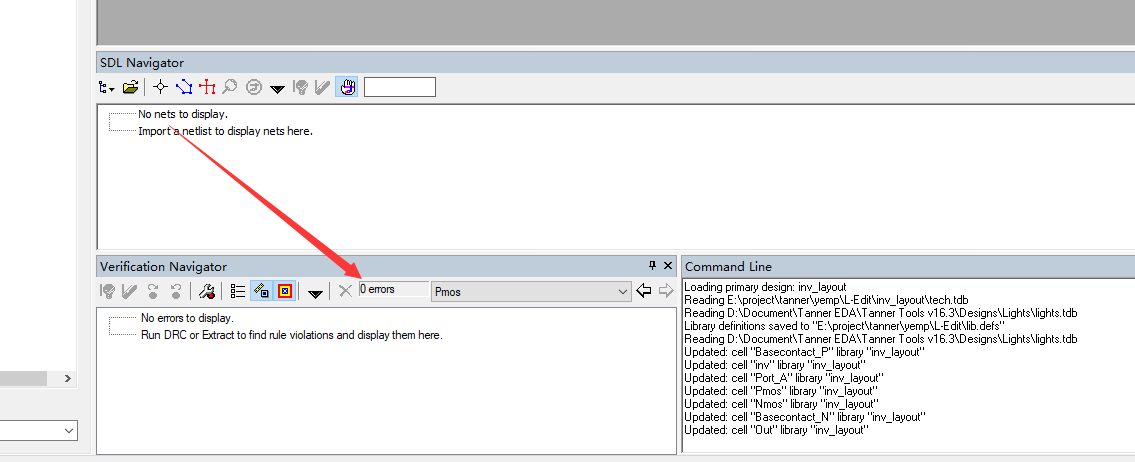 SDL Navigator
No nets to display.
Import a netlist to display nets here.
Verification Navigator
0 errors
Pmos
No errors to display.
Run DRC or Extract to find rule violations and display them here.
Command Line
Loading primary design: inv_layout
Reading E:\project\tanner\yemp\L-Edit\inv_layout\tech.tdb
Reading D:\Document\Tanner EDA\Tanner Tools v16.3\Designs\Lights\lights.tdb
Library definitions saved to "E:\project\tanner\yemp\L-Edit\lib.defs"
Reading D:\Document\Tanner EDA\Tanner Tools v16.3\Designs\Lights\lights.tdb
Updated: cell "Basecontact_P" library "inv_layout"
Updated: cell "inv" library "inv_layout"
Updated: cell "Port_A" library "inv_layout"
Updated: cell "Pmos" library "inv_layout"
Updated: cell "Nmos" library "inv_layout"
Updated: cell "Basecontact_N" library "inv_layout"
Updated: cell "Out" library "inv_layout"